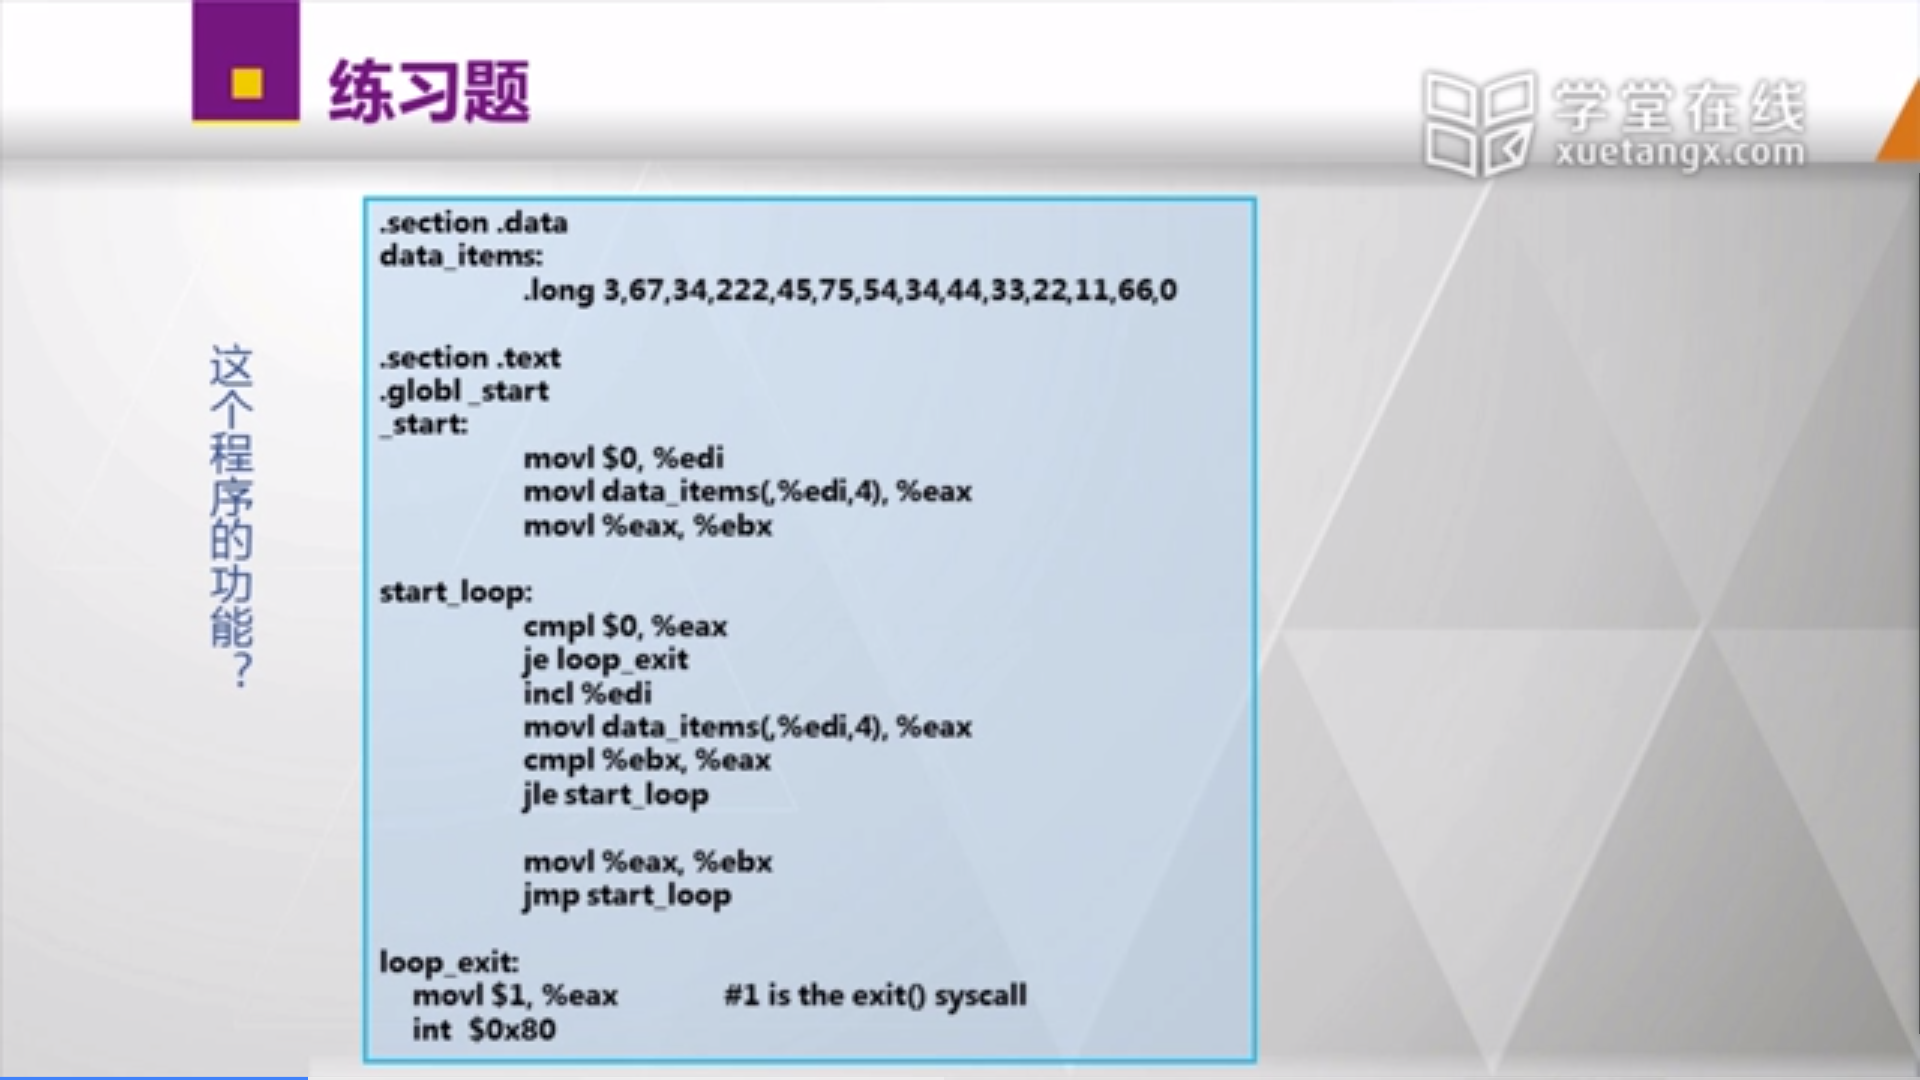 练习题
学堂在线
xuetangx.com
这个程序的功能？
.section .data
data_items:
.long 3,67,34,222,45,75,54,34,44,33,22,11,66,0
.section .text
.globl _start
_start:
movl $0, %edi
movl data_items(,%edi,4), %eax
movl %eax, %ebx
start_loop:
cmpl $0, %eax
je loop_exit
incl %edi
movl data_items(,%edi,4), %eax
cmpl %ebx, %eax
jle start_loop
movl %eax, %ebx
jmp start_loop
loop_exit:
movl $1, %eax #1 is the exit() syscall
int $0x80